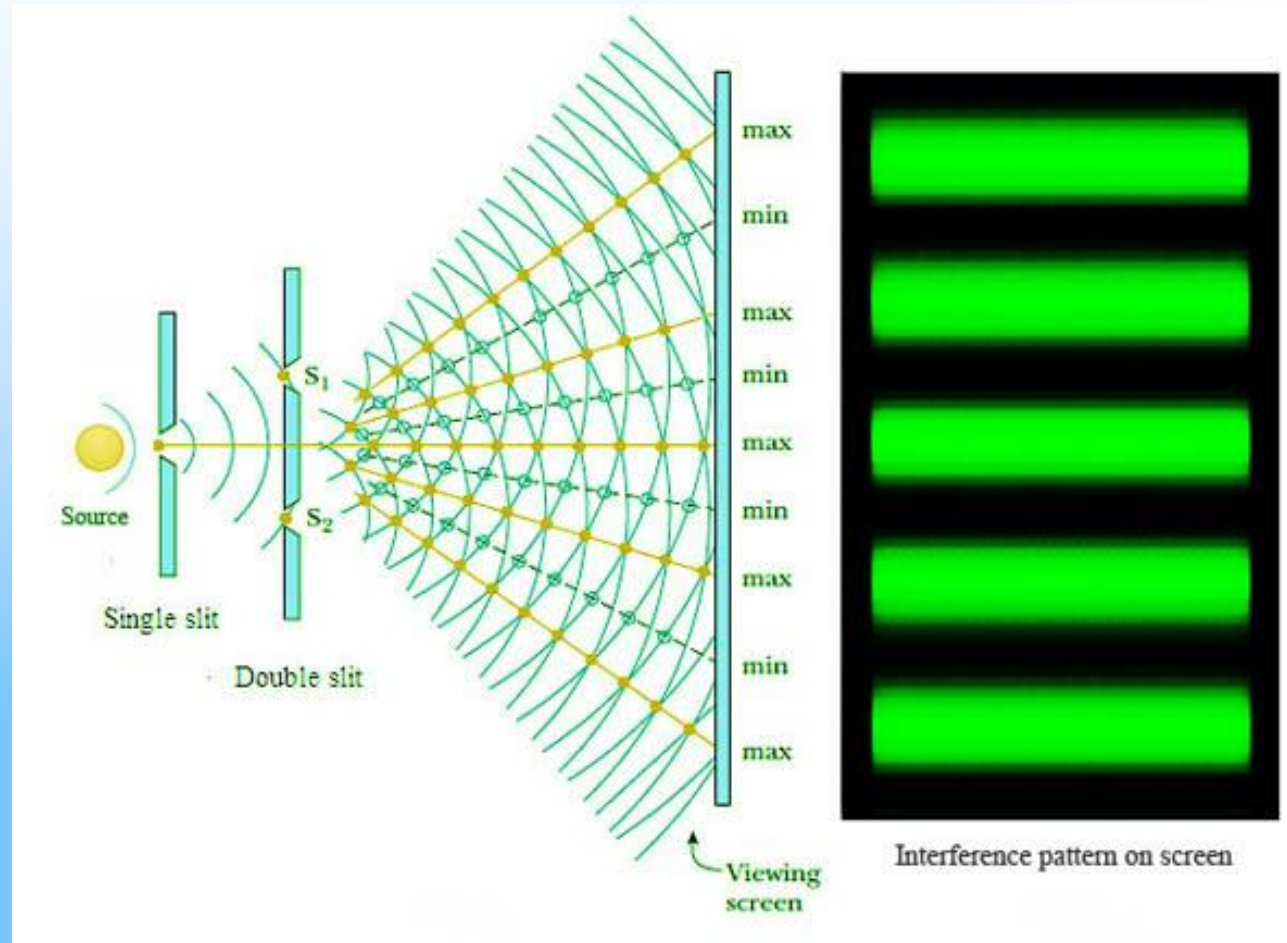 max
min
max
S₁
min
max
Source
S₂
min
max
Single slit
min
Double slit
max
Viewing
screen
Interference pattern on screen